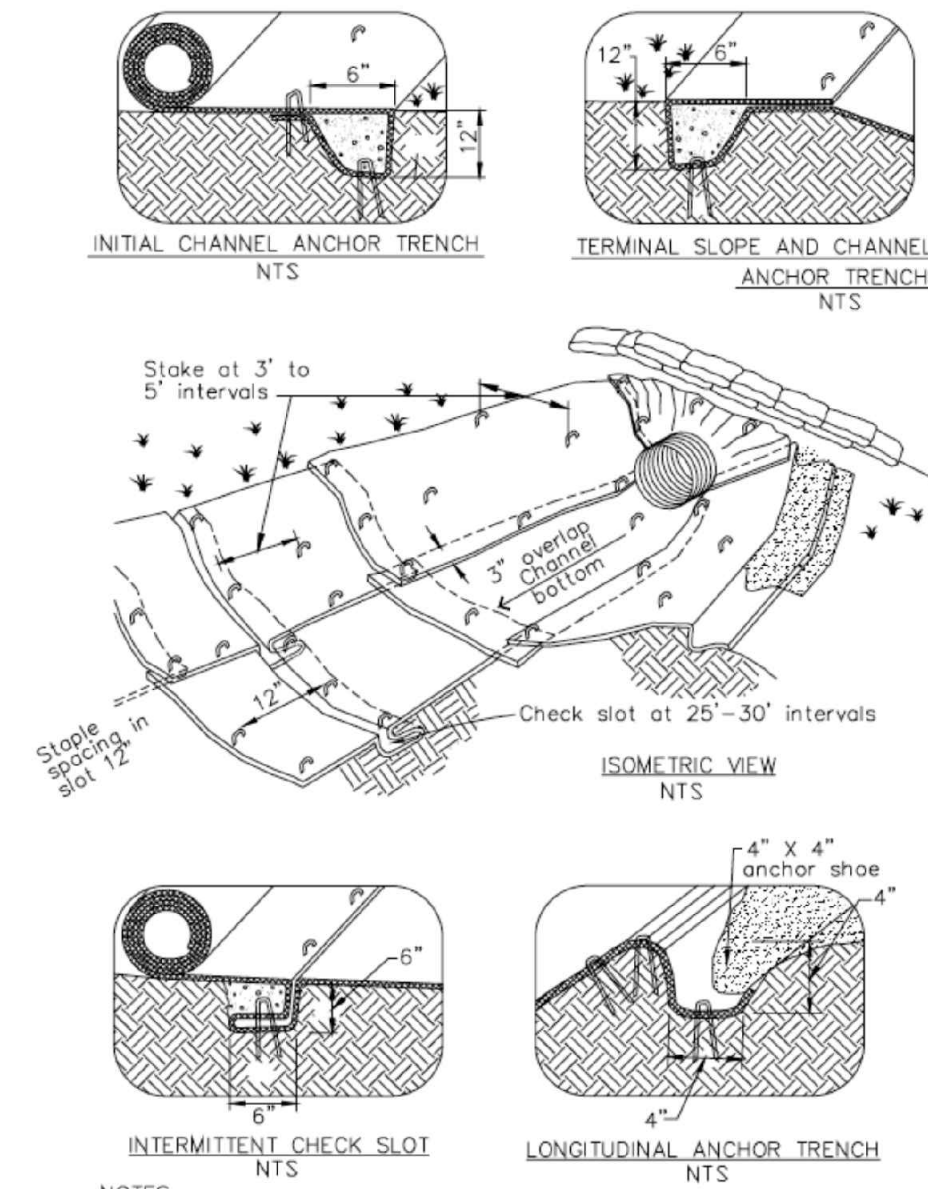 6"
12"
INITIAL CHANNEL ANCHOR TRENCH
NTS
12"
6"
TERMINAL SLOPE AND CHANNEL
ANCHOR TRENCH
NTS
Stake at 3' to
5' intervals
3" overlap
Channel
bottom
12"
Staple
spacing in
slot 12"
Check slot at 25'-30' intervals
ISOMETRIC VIEW
NTS
6"
6"
INTERMITTENT CHECK SLOT
NTS
4" X 4"
anchor shoe
4"
4"
LONGITUDINAL ANCHOR TRENCH
NTS
NOTES